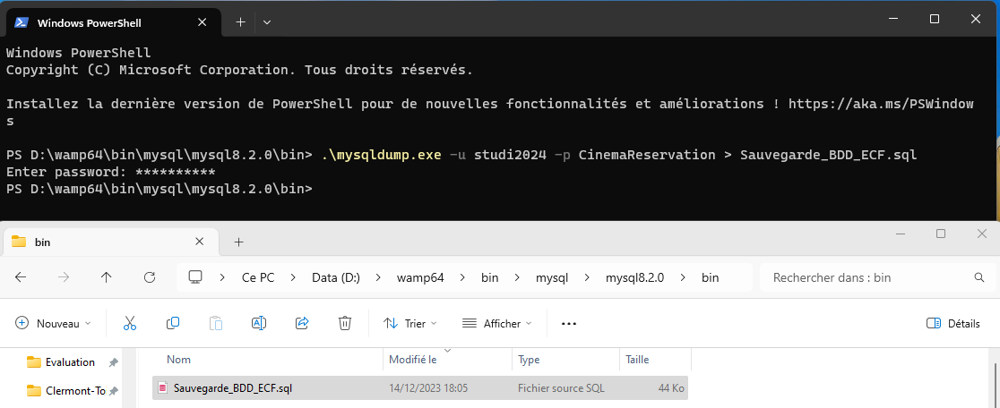 Windows PowerShell
Windows PowerShell
Copyright (C) Microsoft Corporation. Tous droits réservés.
Installez la dernière version de PowerShell pour de nouvelles fonctionnalités et améliorations ! https://aka.ms/PSWindow
s
PS D:\wamp64\bin\mysql\mysql8.2.0\bin> .\mysqldump.exe -u studi2024 -p CinemaReservation > Sauvegarde_BDD_ECF.sql
Enter password: **********
PS D:\wamp64\bin\mysql\mysql8.2.0\bin>
bin
Ce PC > Data (D:) > wamp64 > bin > mysql > mysql8.2.0 > bin
Rechercher dans : bin
Nouveau
Trier
Afficher
Détails
Evaluation
Clermont-To
Nom Modifié le Type Taille
Sauvegarde_BDD_ECF.sql 14/12/2023 18:05 Fichier source SQL 44 Ko